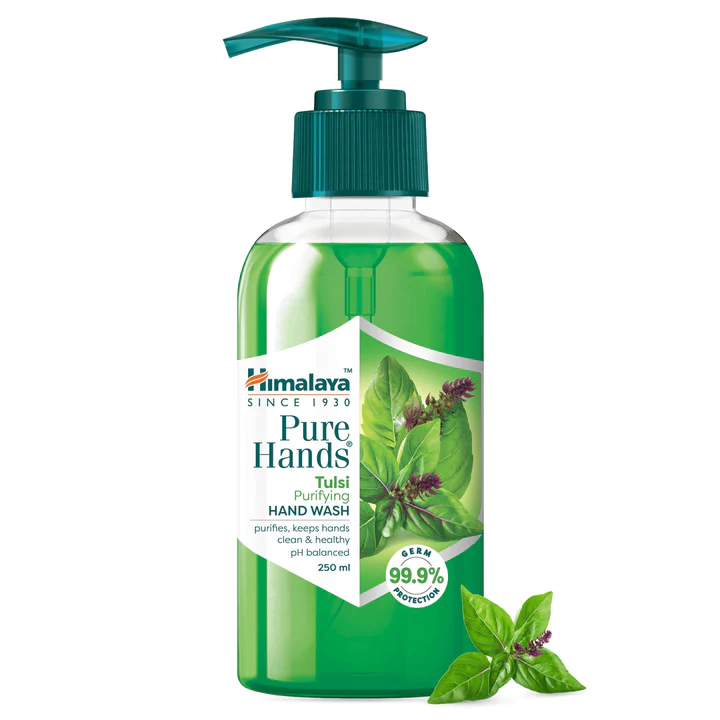 Himalaya™
SINCE 1930
Pure
Hands®
Tulsi
Purifying
HAND WASH
purifies, keeps hands
clean & healthy
pH balanced
250 ml
GERM
99.9%
PROTECTION